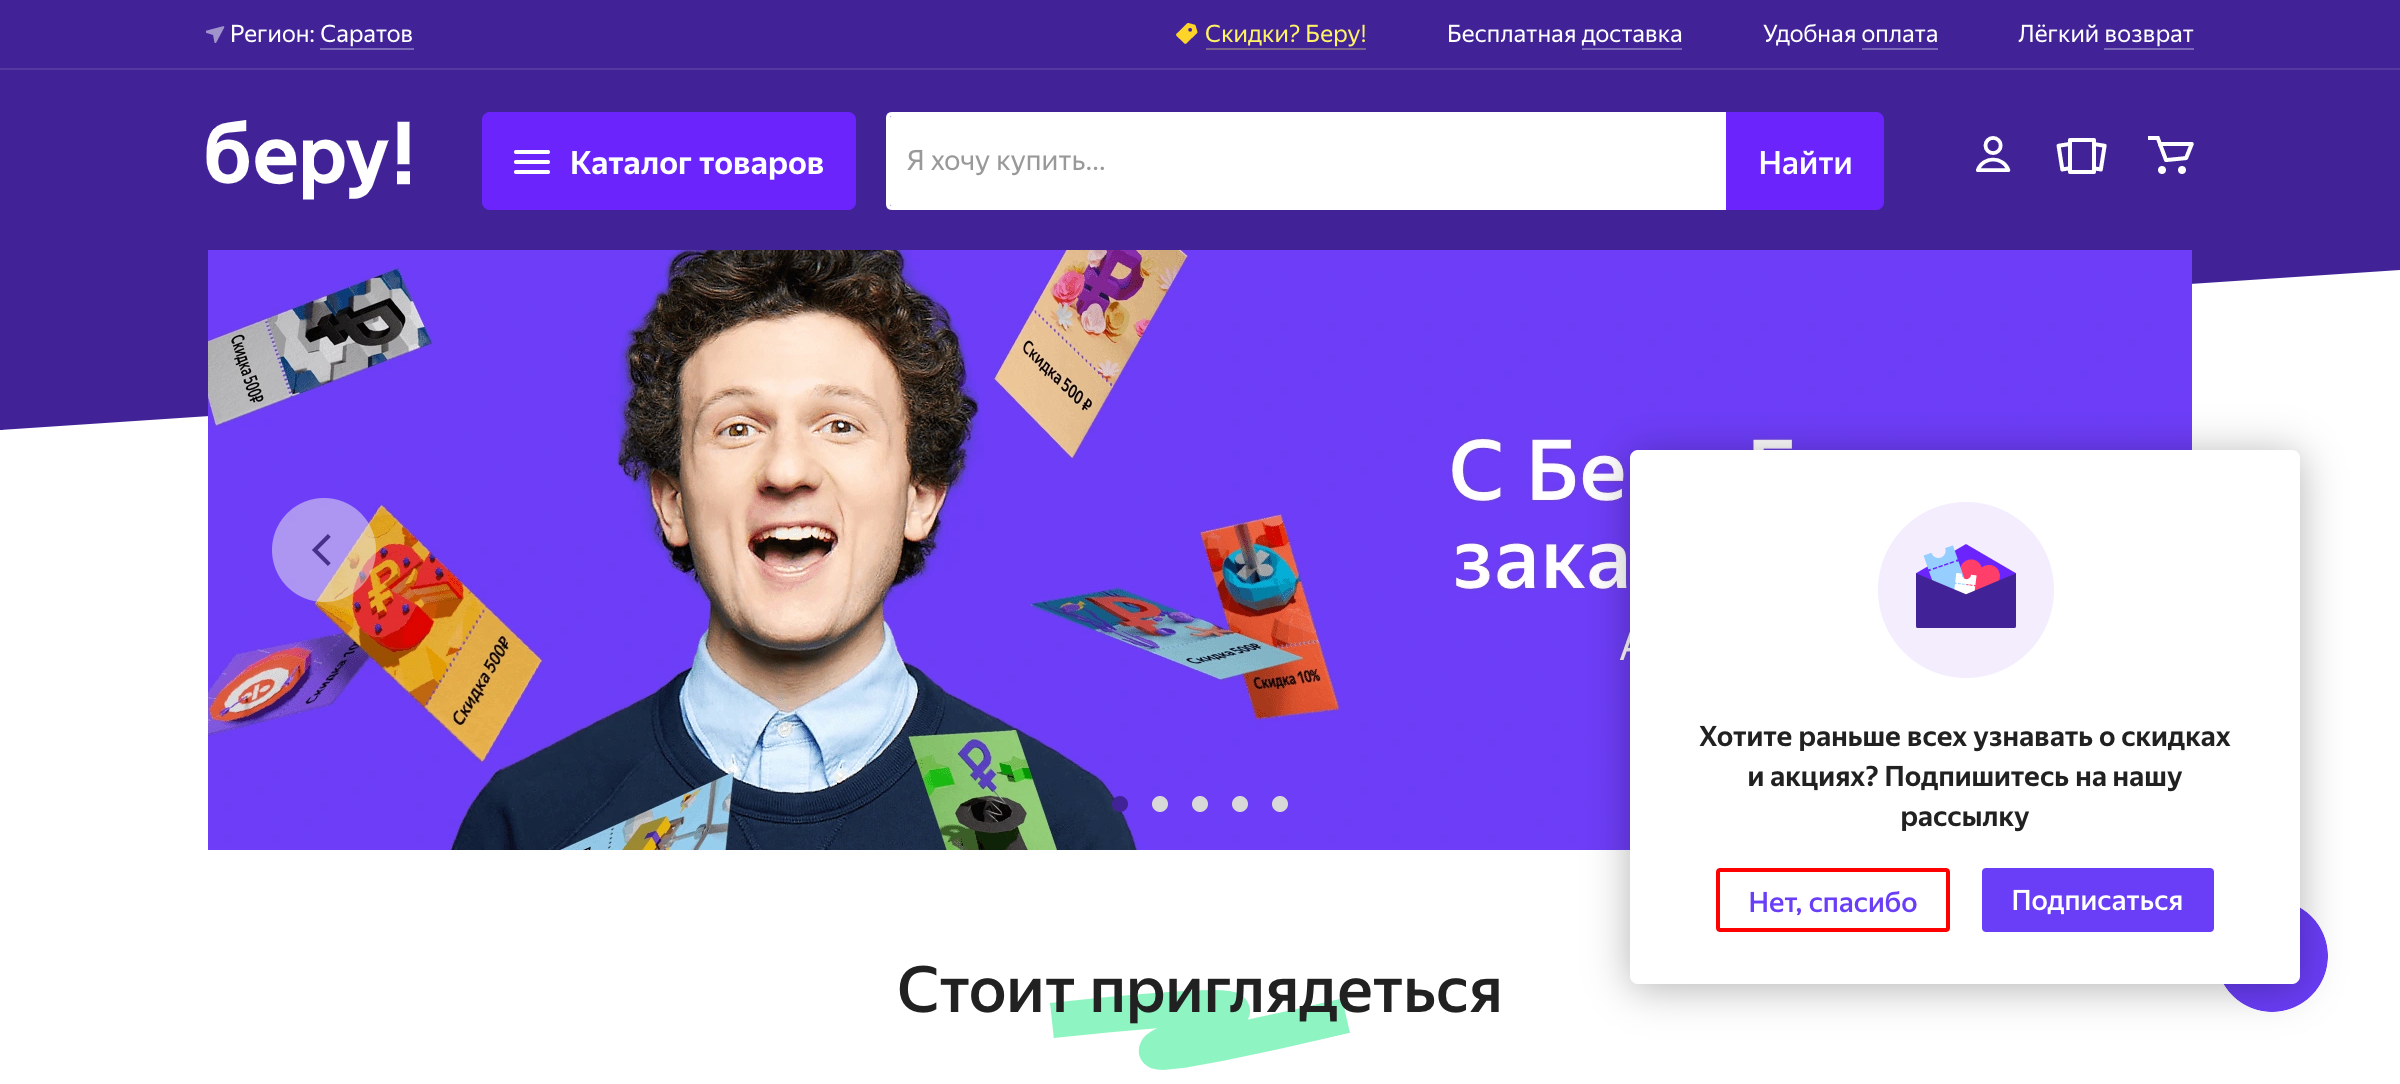 Регион: Саратов
Скидки? Беру!
Бесплатная доставка
Удобная оплата
Лёгкий возврат
беру!
Каталог товаров
Я хочу купить...
Найти
Скидка 500₽
Скидка 500 ₽
С Бе
зака
Скидка 500₽
Скидка
Скидка 500₽
Скидка 10%
Хотите раньше всех узнавать о скидках
и акциях? Подпишитесь на нашу
рассылку
Нет, спасибо
Подписаться
Стоит приглядеться